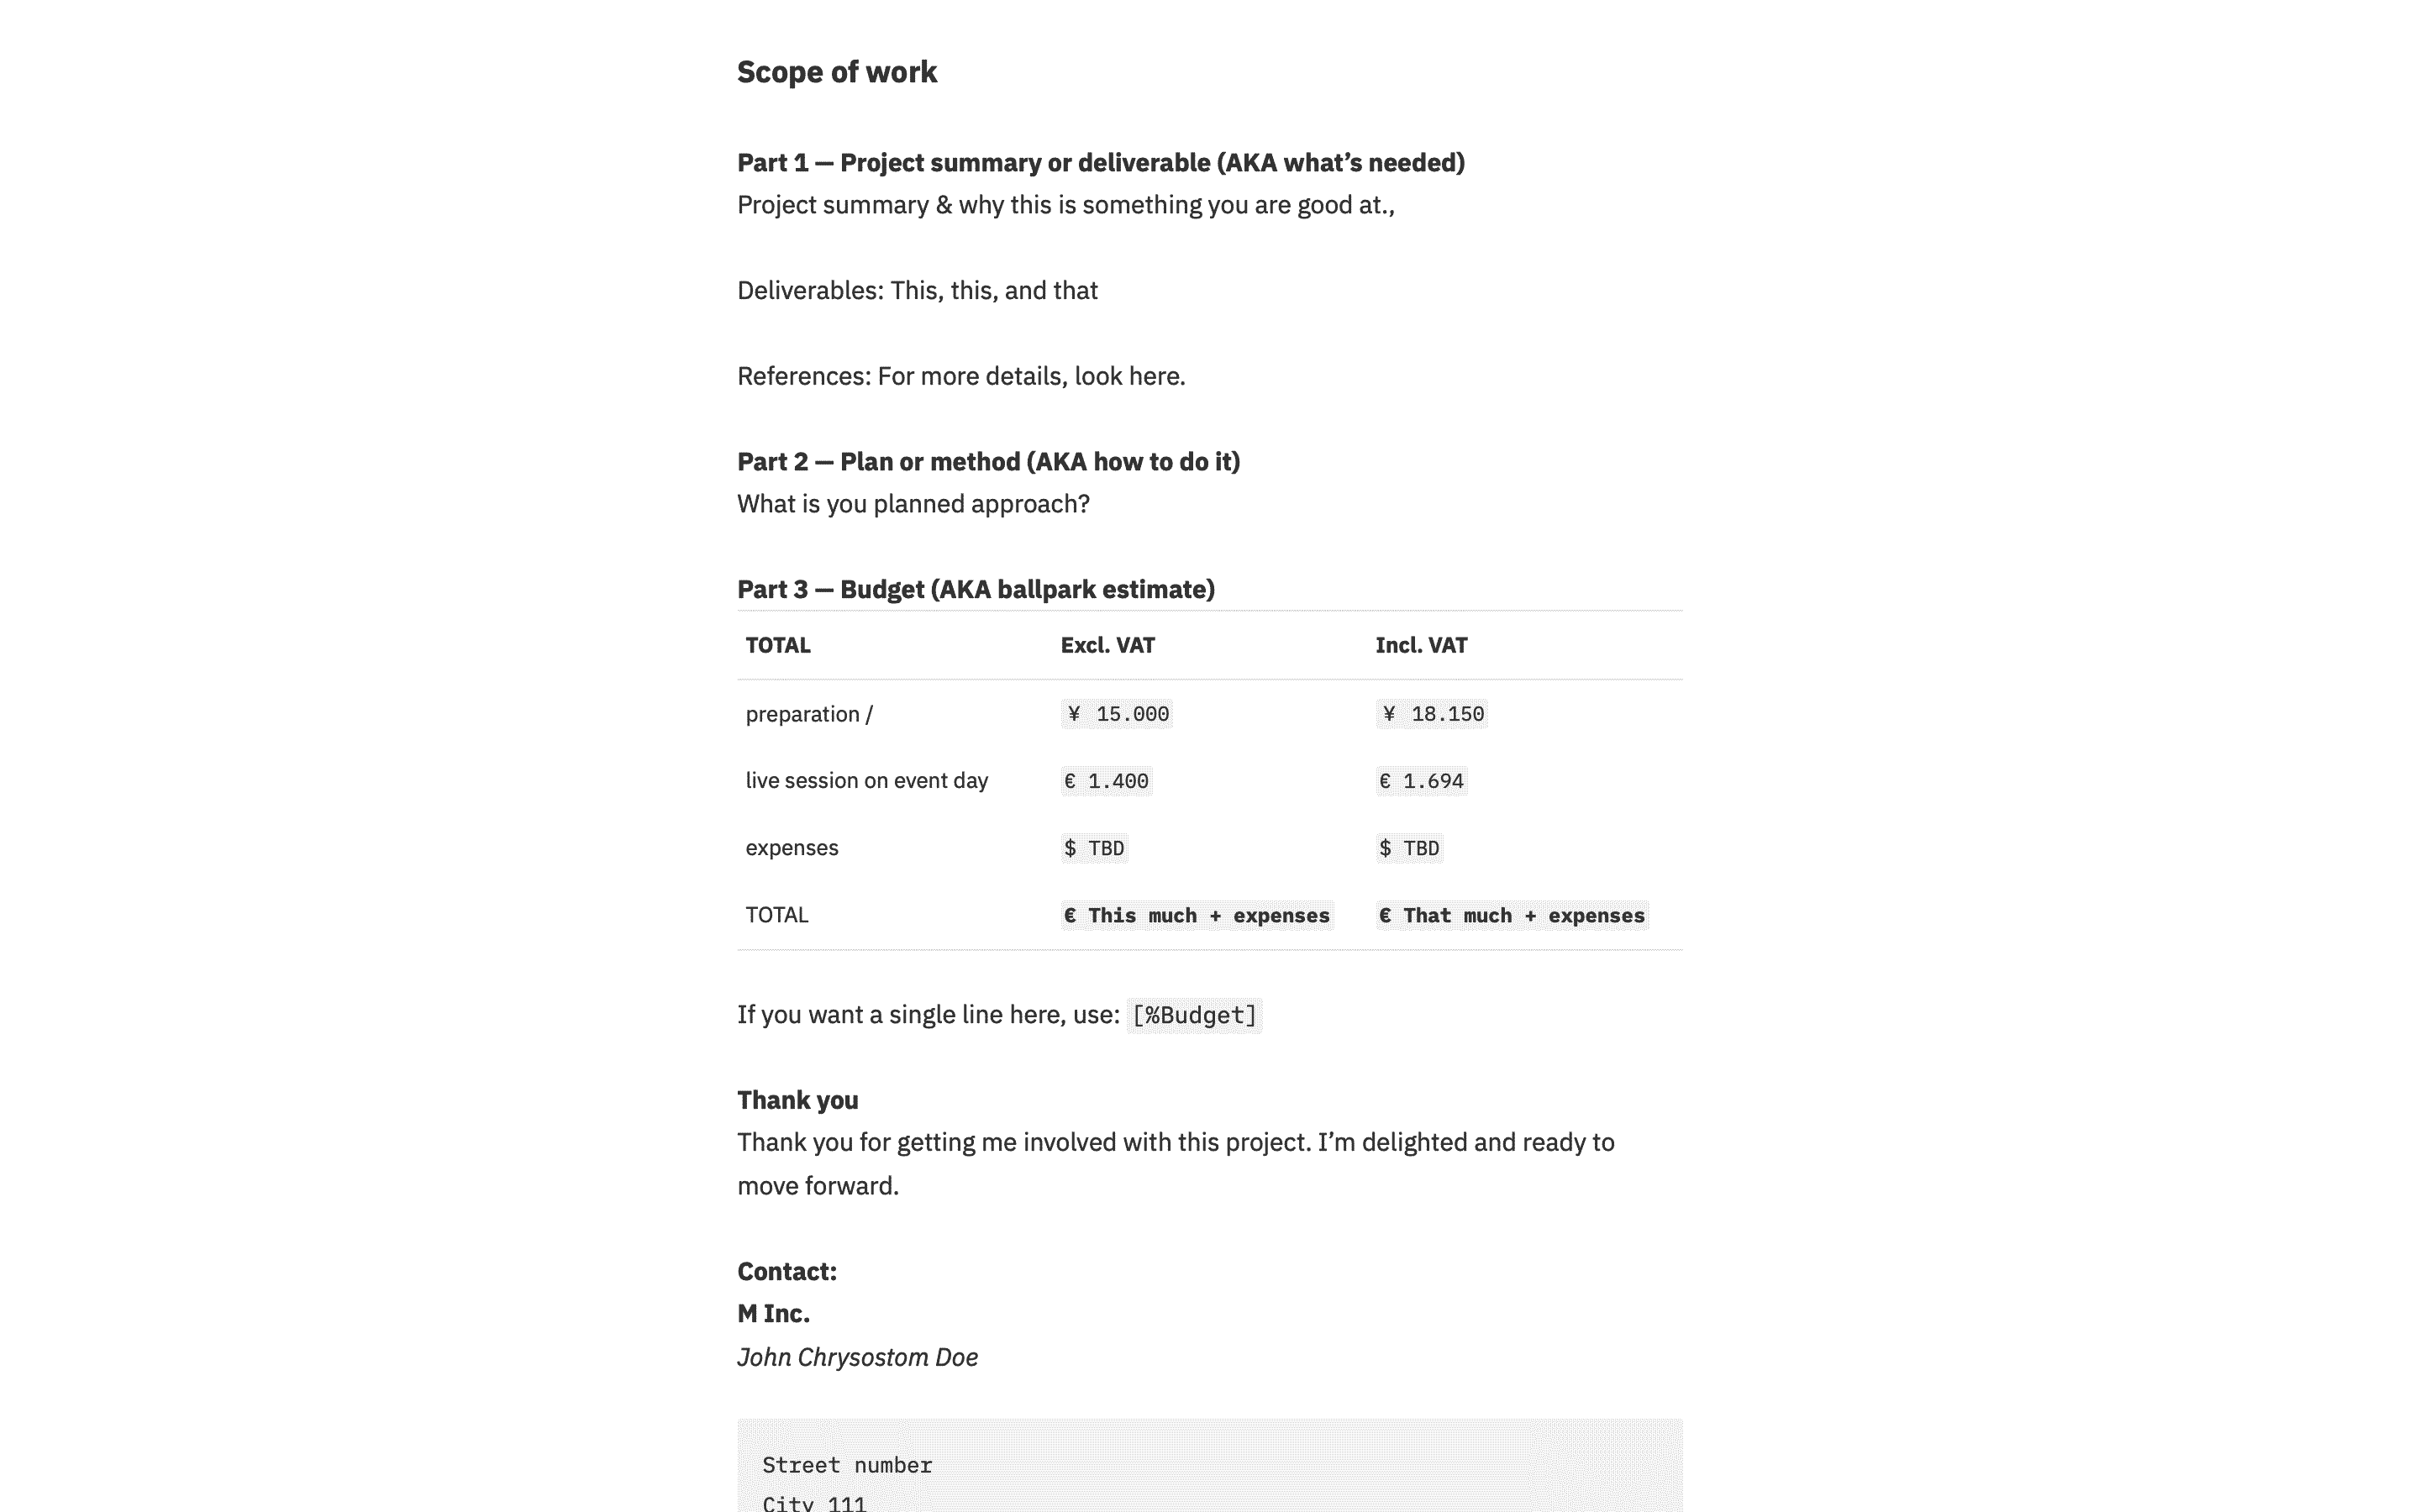 Scope of work
Part 1 — Project summary or deliverable (AKA what’s needed)
Project summary & why this is something you are good at.,
Deliverables: This, this, and that
References: For more details, look here.
Part 2 — Plan or method (AKA how to do it)
What is you planned approach?
Part 3 — Budget (AKA ballpark estimate)
TOTAL Excl. VAT Incl. VAT
preparation / ¥ 15.000 ¥ 18.150
live session on event day € 1.400 € 1.694
expenses $ TBD $ TBD
TOTAL € This much + expenses € That much + expenses
If you want a single line here, use: [%Budget]
Thank you
Thank you for getting me involved with this project. I’m delighted and ready to
move forward.
Contact:
M Inc.
John Chrysostom Doe
Street number
City 111